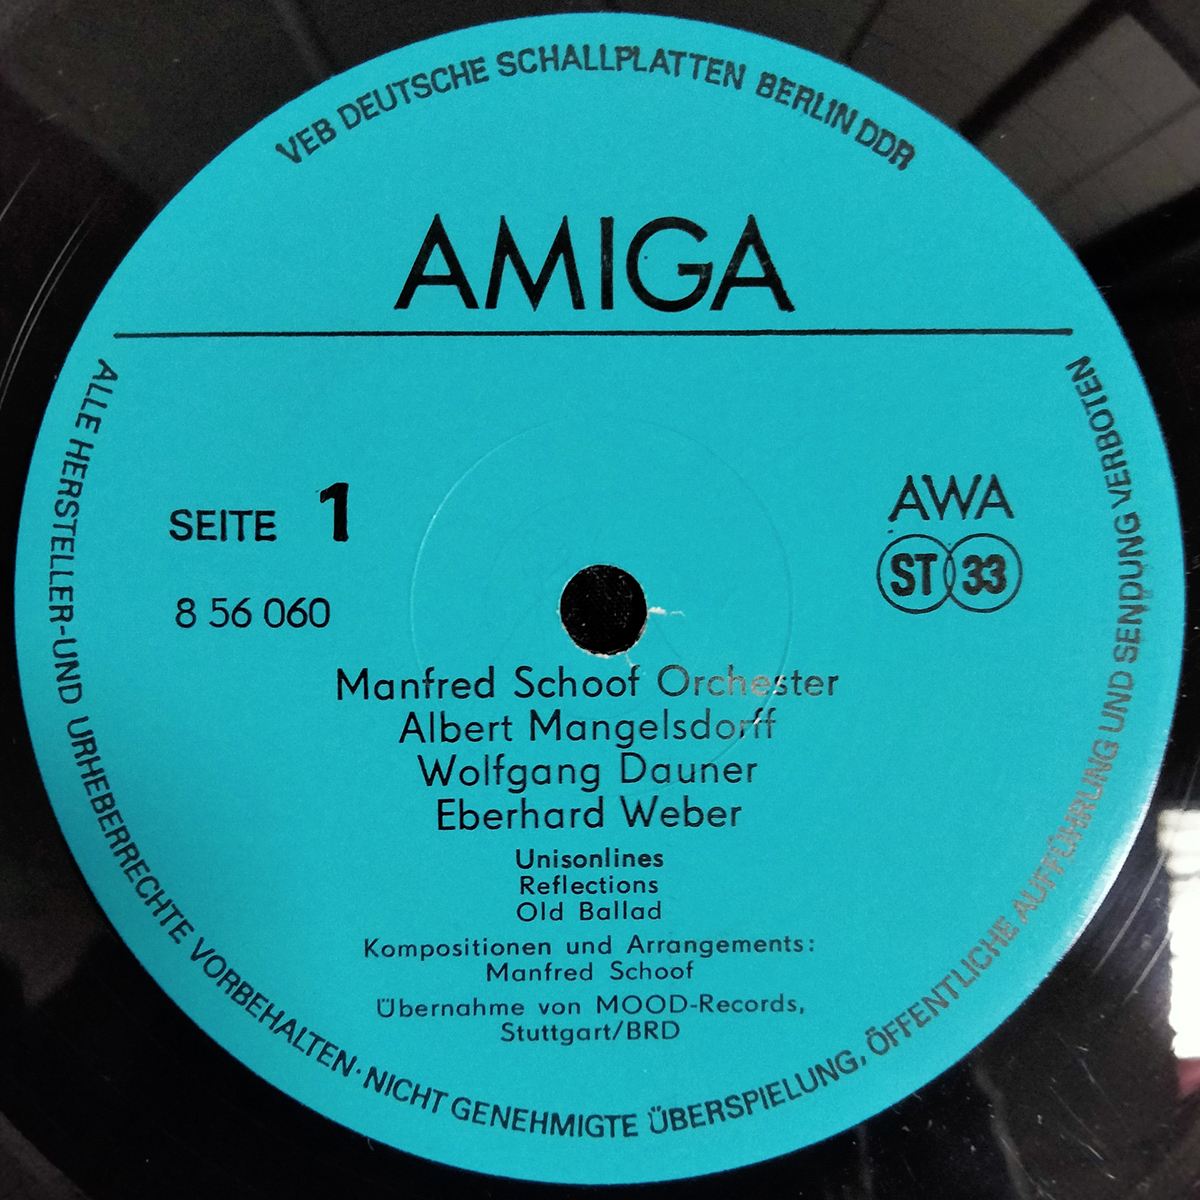 VEB DEUTSCHE SCHALLPLATTEN BERLIN DDR
AMIGA
SEITE 1
8 56 060
AWA
ST 33
Manfred Schoof Orchester
Albert Mangelsdorff
Wolfgang Dauner
Eberhard Weber
Unisonlines
Reflections
Old Ballad
Kompositionen und Arrangements:
Manfred Schoof
Übernahme von MOOD-Records,
Stuttgart/BRD
ALLE HERSTELLER-UND URHEBERRECHTE VORBEHALTEN·NICHT GENEHMIGTE ÜBERSPIELUNG, ÖFFENTLICHE AUFFÜHRUNG UND SENDUNG VERBOTEN